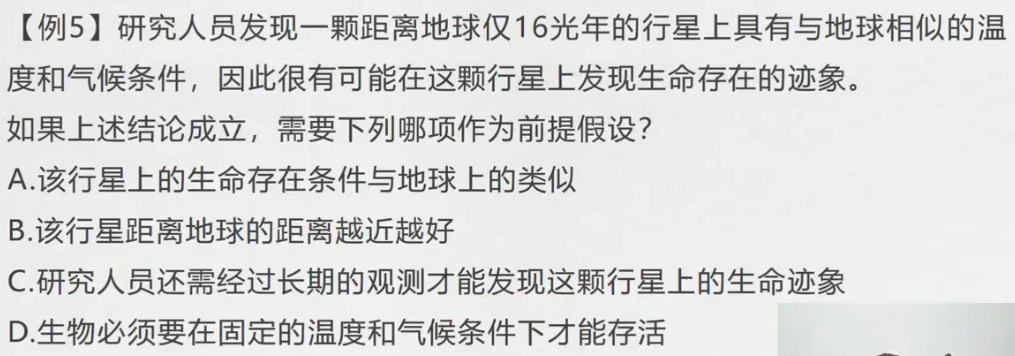 【例5】研究人员发现一颗距离地球仅16光年的行星上具有与地球相似的温
度和气候条件，因此很有可能在这颗行星上发现生命存在的迹象。
如果上述结论成立，需要下列哪项作为前提假设？
A.该行星上的生命存在条件与地球上的类似
B.该行星距离地球的距离越近越好
C.研究人员还需经过长期的观测才能发现这颗行星上的生命迹象
D.生物必须要在固定的温度和气候条件下才能存活